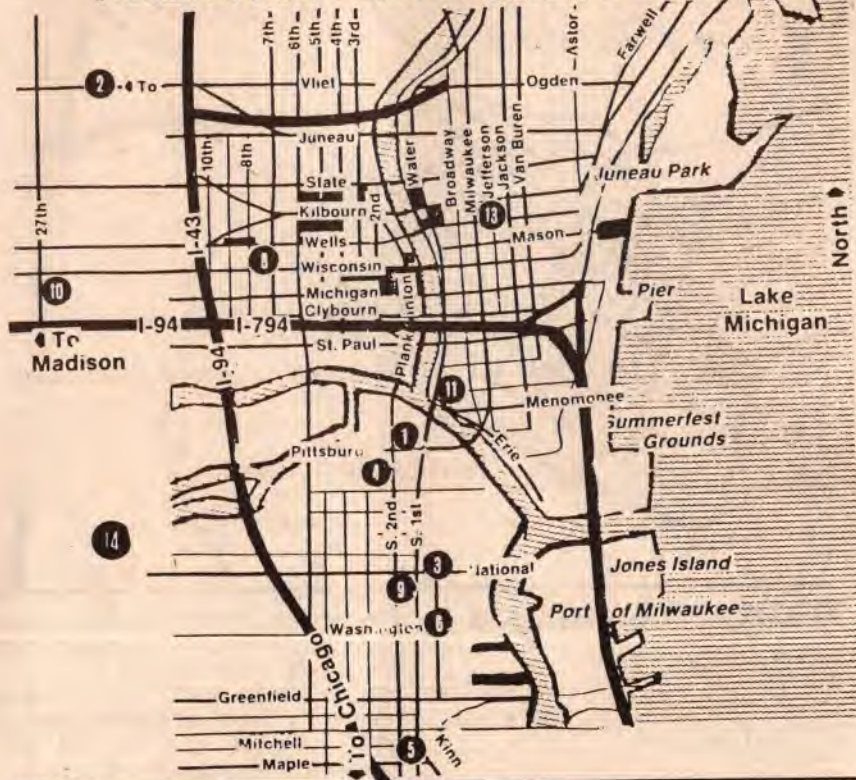 7th
6th
5th
4th
3rd
Astor
Farwell
2
To
Vliet
Ogden
Juneau
10th
8th
Water
Broadway
Milwaukee
Jefferson
Jackson
Van Buren
Juneau Park
State
2nd
Kilbourn
13
27th
I-43
Wells
Mason
8
Wisconsin
North
10
Michigan
Pier
Lake
Michigan
Clybourn
I-94
I-794
To
Madison
St. Paul
I-94
11
Menomonee
Summerfest
Grounds
1
Erie
Pittsburg
4
S. 2nd
S. 1st
14
3
National
Jones Island
9
Port of Milwaukee
Washington
6
Greenfield
To Chicago
Mitchell
5
Kinn
Maple